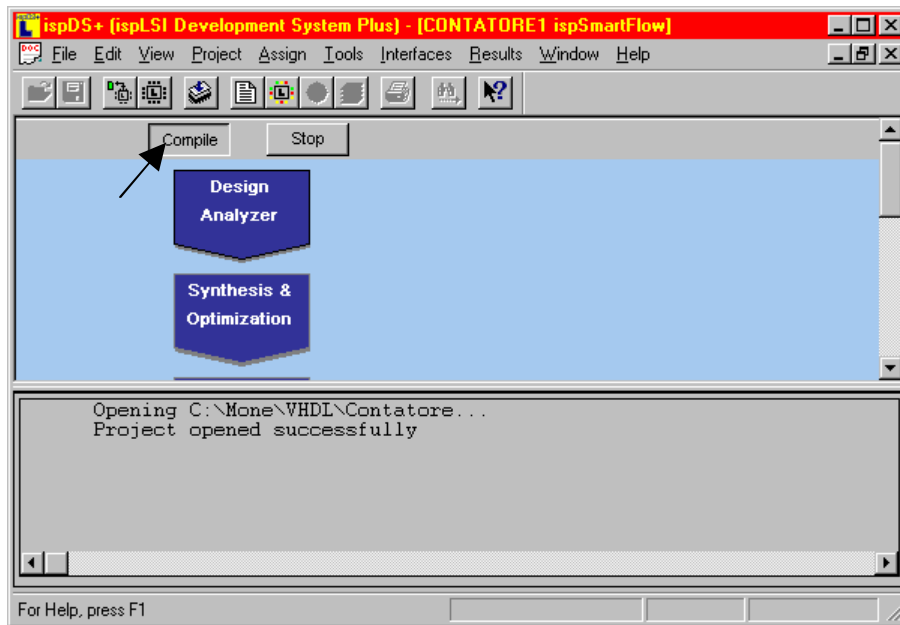 ispDS+ (ispLSI Development System Plus) - [CONTATORE1 ispSmartFlow]
File Edit View Project Assign Tools Interfaces Results Window Help
Compile Stop
Design
Analyzer
Synthesis &
Optimization
Opening C:\Mone\VHDL\Contatore...
Project opened successfully
For Help, press F1